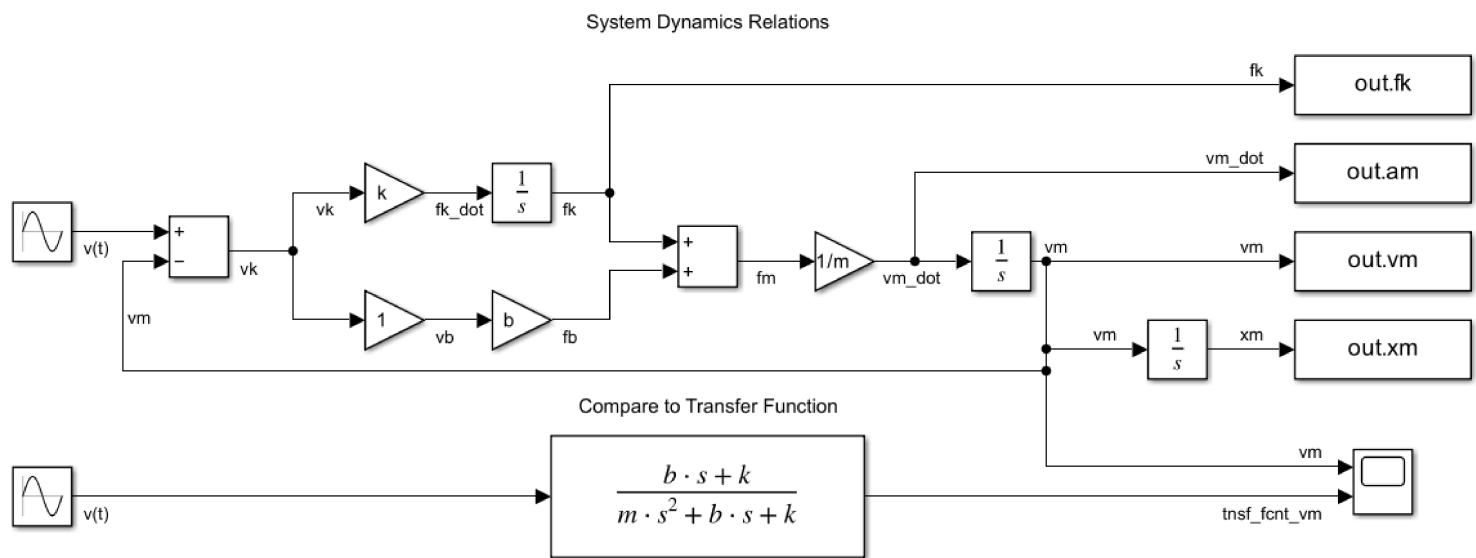 System Dynamics Relations
fk
out.fk
vm_dot
out.am
k
1
s
vk
fk_dot
fk
+
−
v(t)
vk
+
+
fm
1/m
vm_dot
1
s
vm
vm
out.vm
vm
1
vb
b
fb
vm
1
s
xm
out.xm
Compare to Transfer Function
vm
b · s + k
m · s² + b · s + k
v(t)
tnsf_fcnt_vm